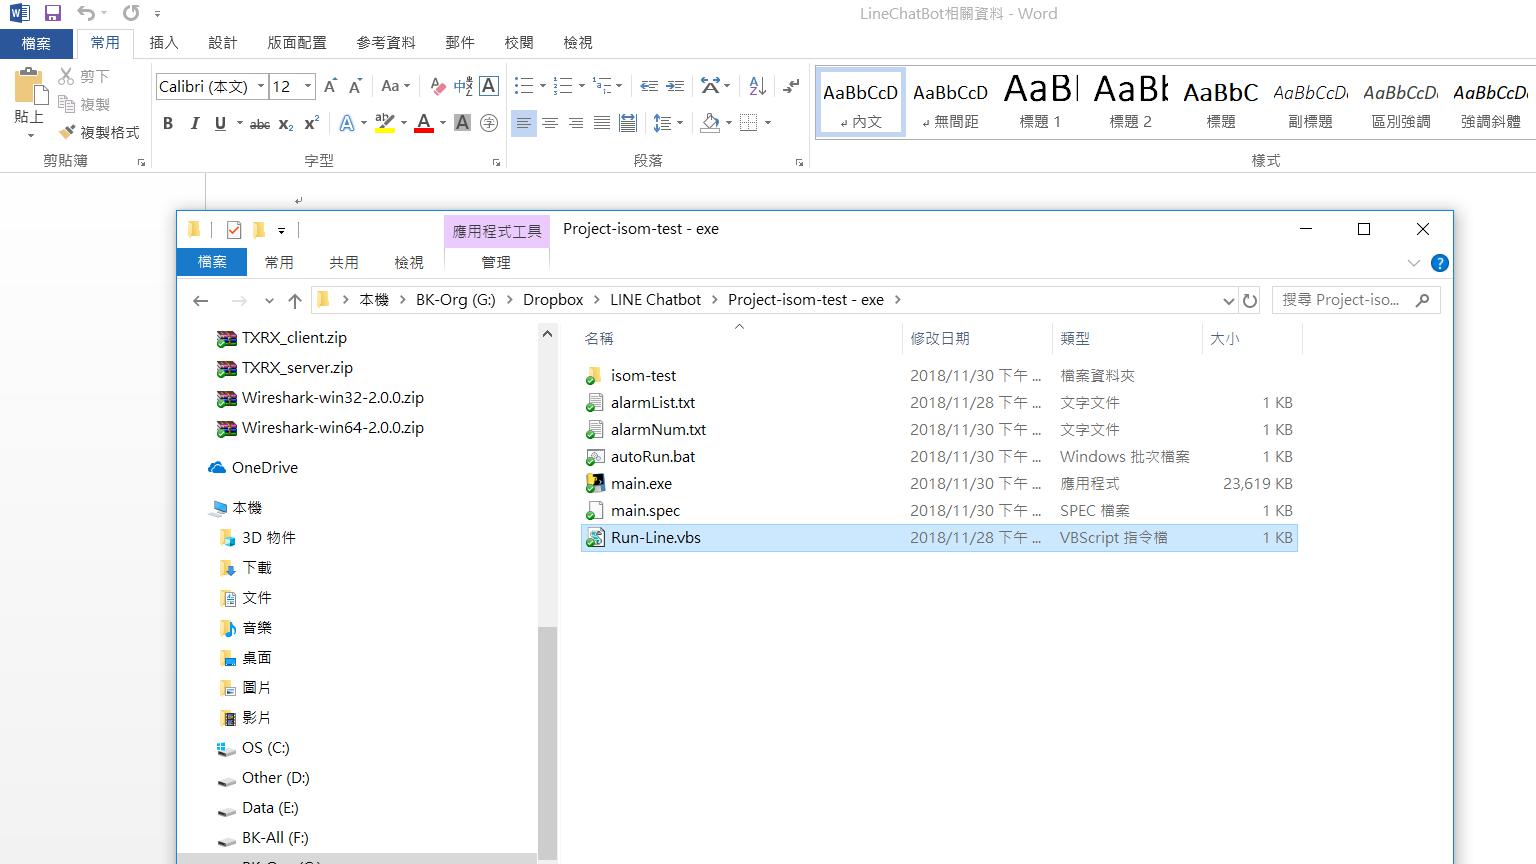 LineChatBot相關資料 - Word
檔案 常用 插入 設計 版面配置 參考資料 郵件 校閱 檢視
貼上
剪下
複製
複製格式
剪貼簿
Calibri (本文) 12
字型
段落
AaBbCcD AaBbCcD AaB AaBb AaBbC AaBbCcD AaBbCcD AaBbCcD
內文 無間距 標題 1 標題 2 標題 副標題 區別強調 強調斜體
樣式
應用程式工具 Project-isom-test - exe
檔案 常用 共用 檢視 管理
本機 BK-Org (G:) Dropbox LINE Chatbot Project-isom-test - exe
搜尋 Project-iso...
TXRX_client.zip
TXRX_server.zip
Wireshark-win32-2.0.0.zip
Wireshark-win64-2.0.0.zip
OneDrive
本機
3D 物件
下載
文件
音樂
桌面
圖片
影片
OS (C:)
Other (D:)
Data (E:)
BK-All (F:)
名稱 修改日期 類型 大小
isom-test 2018/11/30 下午 ... 檔案資料夾
alarmList.txt 2018/11/28 下午 ... 文字文件 1 KB
alarmNum.txt 2018/11/30 下午 ... 文字文件 1 KB
autoRun.bat 2018/11/30 下午 ... Windows 批次檔案 1 KB
main.exe 2018/11/30 下午 ... 應用程式 23,619 KB
main.spec 2018/11/30 下午 ... SPEC 檔案 1 KB
Run-Line.vbs 2018/11/28 下午 ... VBScript 指令檔 1 KB